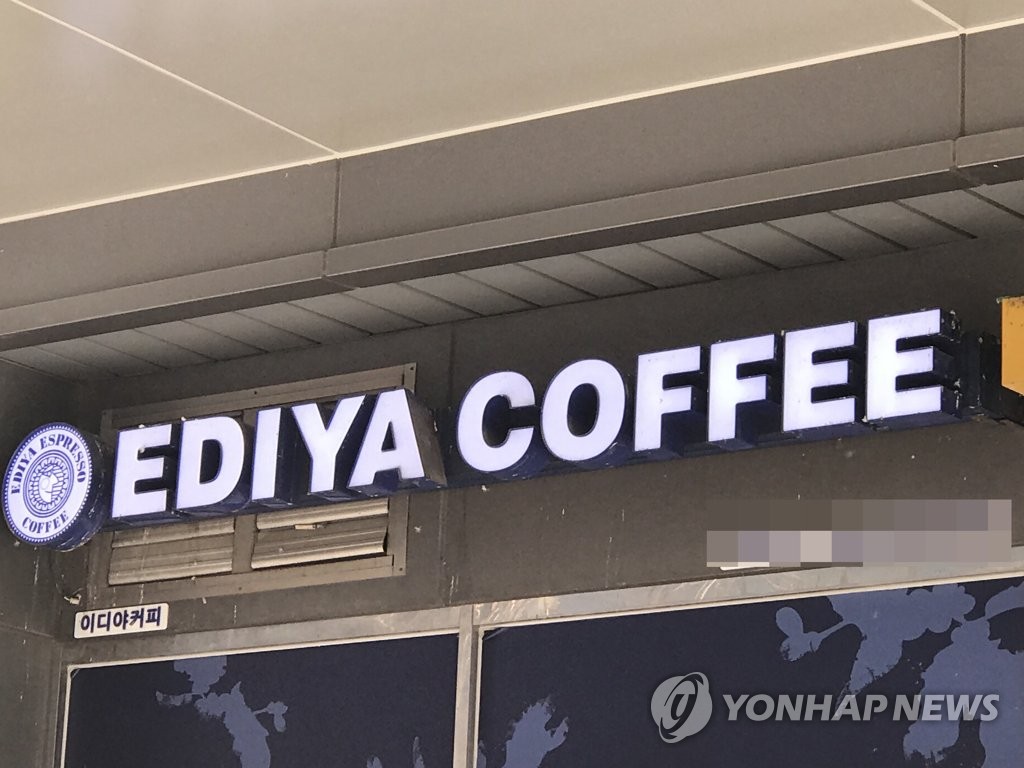 EDIYA COFFEE
EDIYA ESPRESSO
COFFEE
이디야커피
YONHAP NEWS